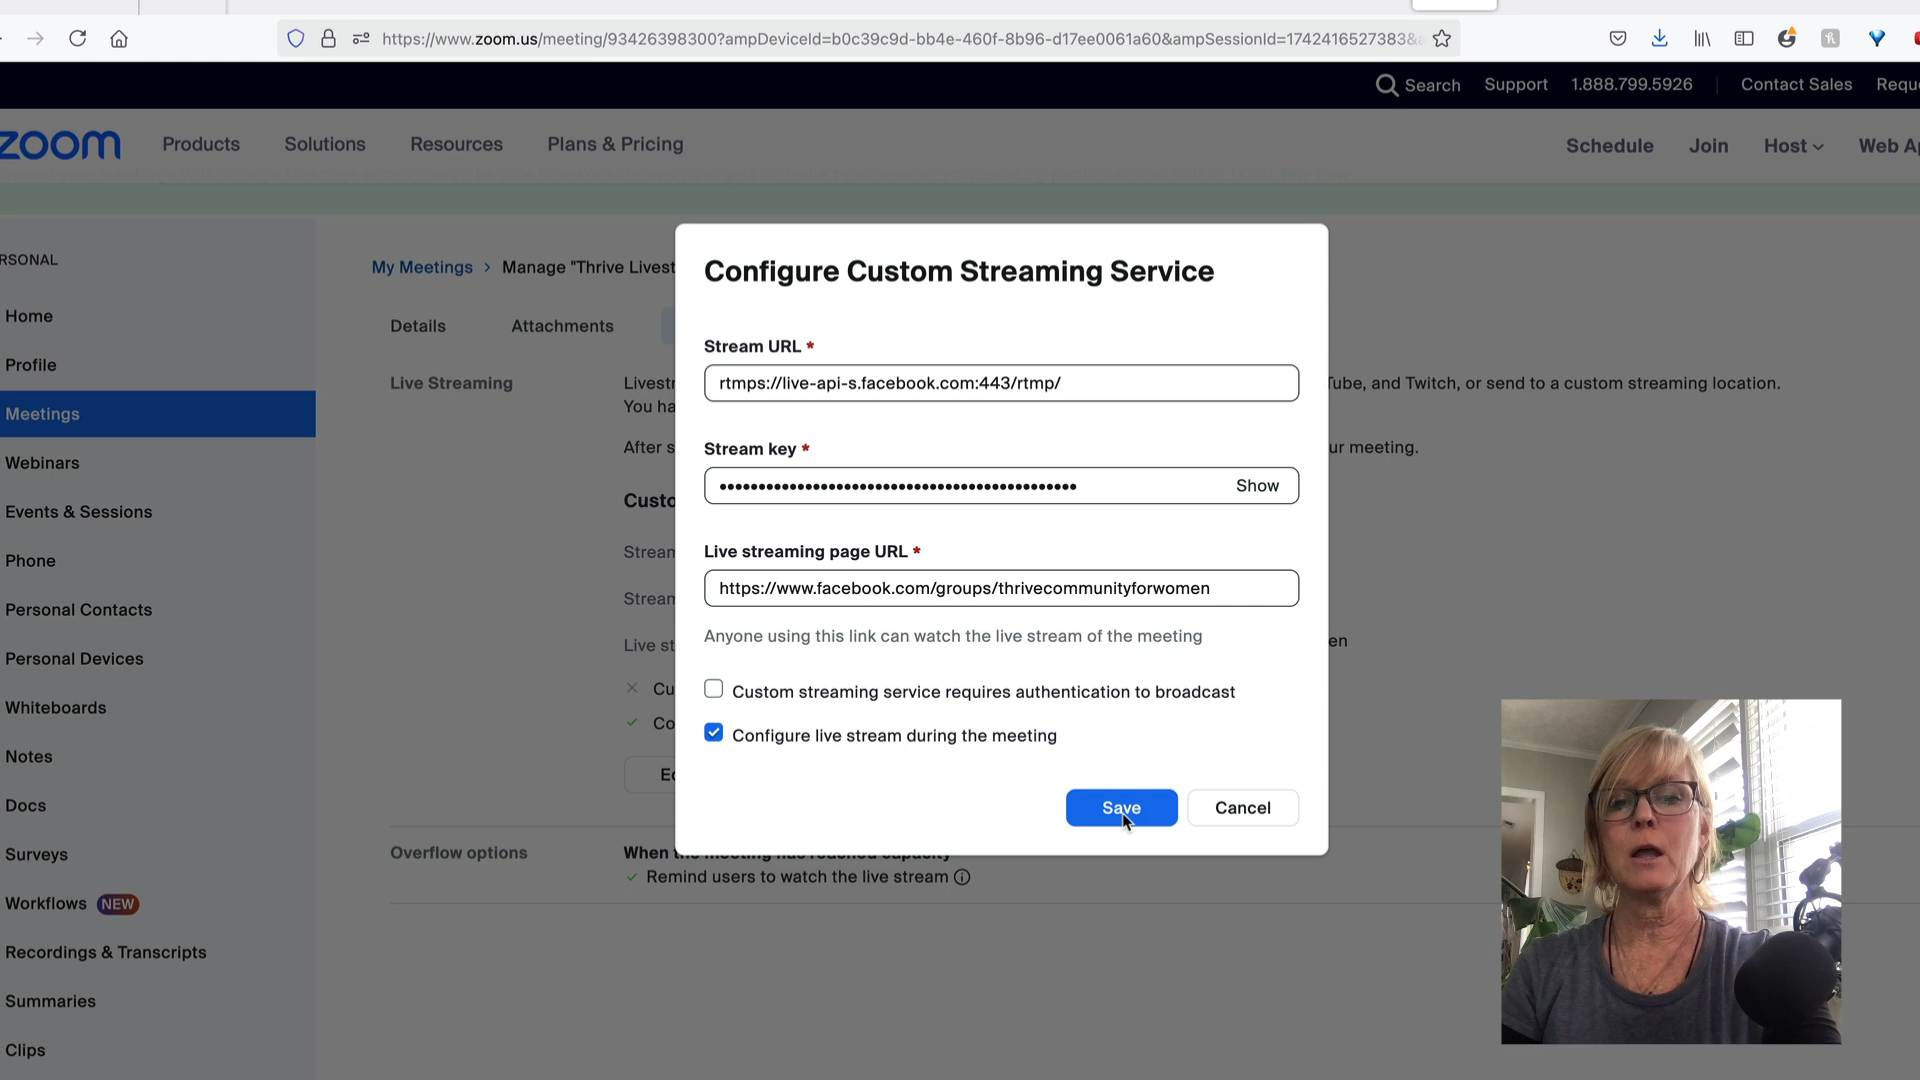 https://www.zoom.us/meeting/93426398300?ampDeviceId=b0c39c9d-bb4e-460f-8b96-d17ee0061a60&ampSessionId=1742416527383&
Search Support 1.888.799.5926 Contact Sales Requ
zoom Products Solutions Resources Plans & Pricing Schedule Join Host Web Ap
RSONAL
Home
Profile
Meetings
Webinars
Events & Sessions
Phone
Personal Contacts
Personal Devices
Whiteboards
Notes
Docs
Surveys
Workflows NEW
Recordings & Transcripts
Summaries
Clips
My Meetings > Manage "Thrive Livest
Details Attachments
Live Streaming
Livestr
Tube, and Twitch, or send to a custom streaming location.
You ha
After s
ur meeting.
Custo
Stream
Stream
Live st
en
Cu
Co
Ed
Configure Custom Streaming Service
Stream URL *
rtmps://live-api-s.facebook.com:443/rtmp/
Stream key *
•••••••••••••••••••••••••••••••••••••••••••••• Show
Live streaming page URL *
https://www.facebook.com/groups/thrivecommunityforwomen
Anyone using this link can watch the live stream of the meeting
Custom streaming service requires authentication to broadcast
Configure live stream during the meeting
Save Cancel
Overflow options
When the meeting has reached capacity
Remind users to watch the live stream